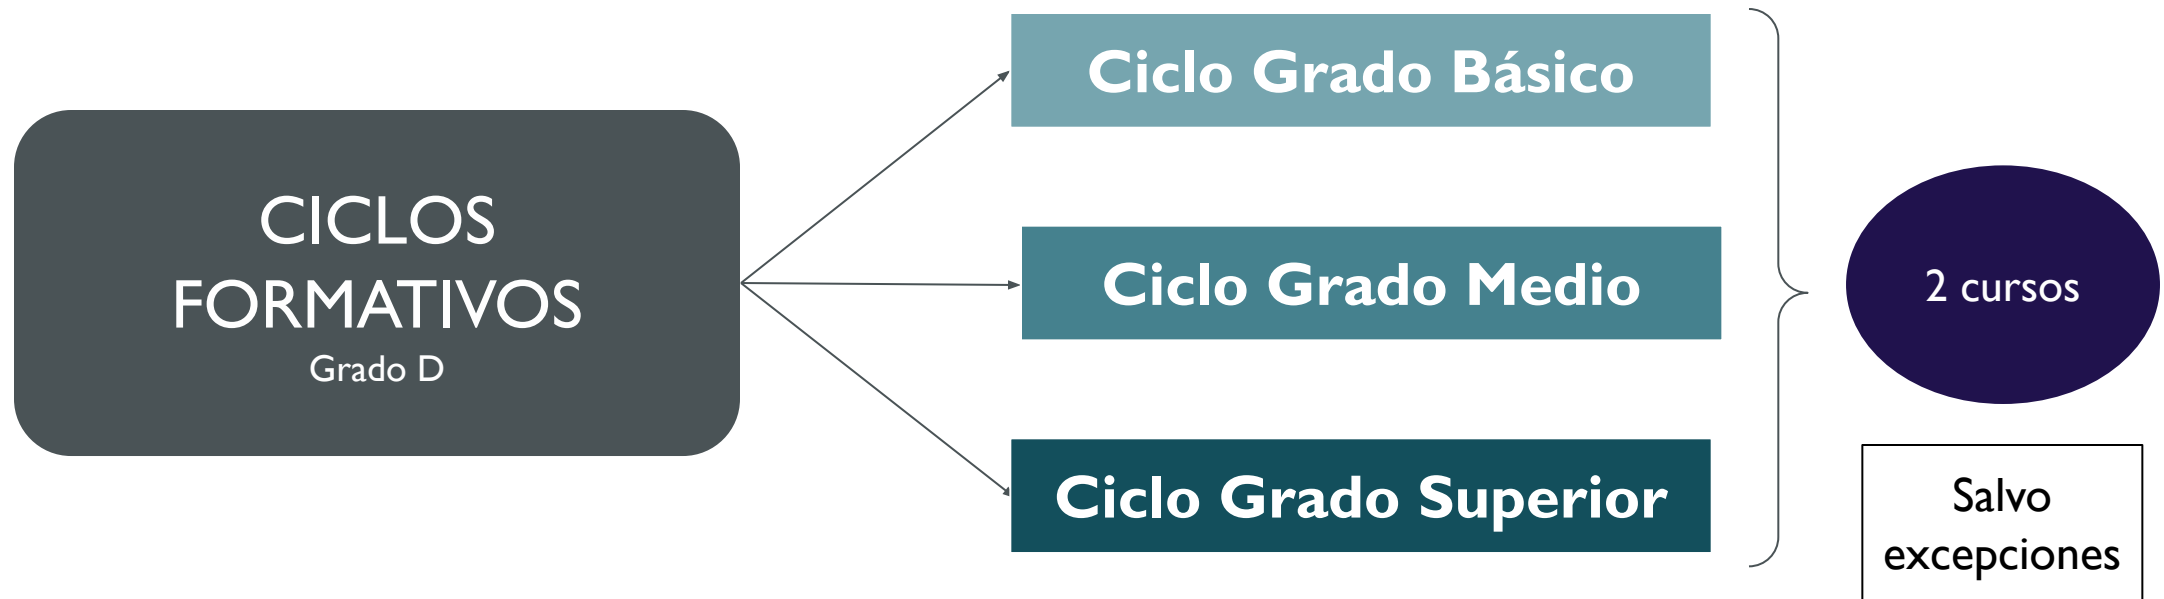 CICLOS
FORMATIVOS
Grado D
Ciclo Grado Básico
Ciclo Grado Medio
Ciclo Grado Superior
2 cursos
Salvo
excepciones